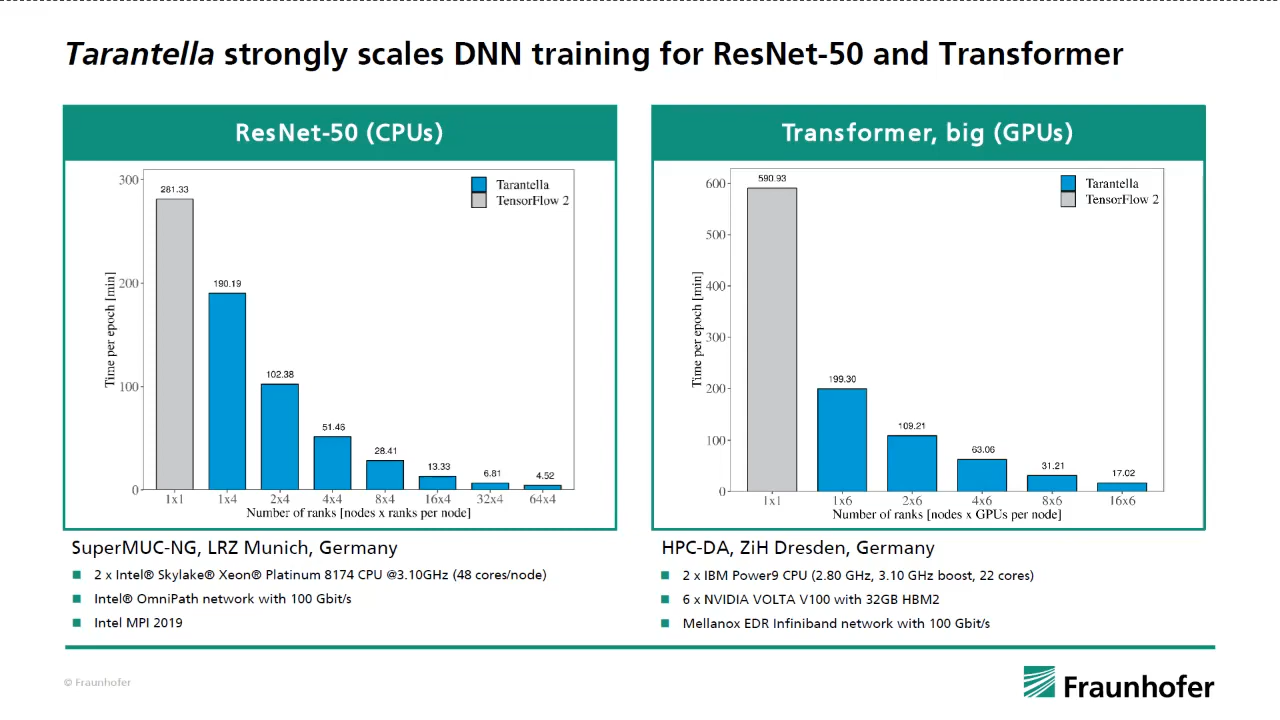 Tarantella strongly scales DNN training for ResNet-50 and Transformer
ResNet-50 (CPUs)
Tarantella
TensorFlow 2
Time per epoch [min]
300
200
100
0
281.33
190.19
102.38
51.46
28.41
13.33
6.81
4.52
1x1 1x4 2x4 4x4 8x4 16x4 32x4 64x4
Number of ranks [nodes x ranks per node]
SuperMUC-NG, LRZ Munich, Germany
2 x Intel® Skylake® Xeon® Platinum 8174 CPU @3.10GHz (48 cores/node)
Intel® OmniPath network with 100 Gbit/s
Intel MPI 2019
Transformer, big (GPUs)
Tarantella
TensorFlow 2
Time per epoch [min]
600
500
400
300
200
100
0
590.93
199.30
109.21
63.06
31.21
17.02
1x1 1x6 2x6 4x6 8x6 16x6
Number of ranks [nodes x GPUs per node]
HPC-DA, ZiH Dresden, Germany
2 x IBM Power9 CPU (2.80 GHz, 3.10 GHz boost, 22 cores)
6 x NVIDIA VOLTA V100 with 32GB HBM2
Mellanox EDR Infiniband network with 100 Gbit/s
© Fraunhofer
Fraunhofer